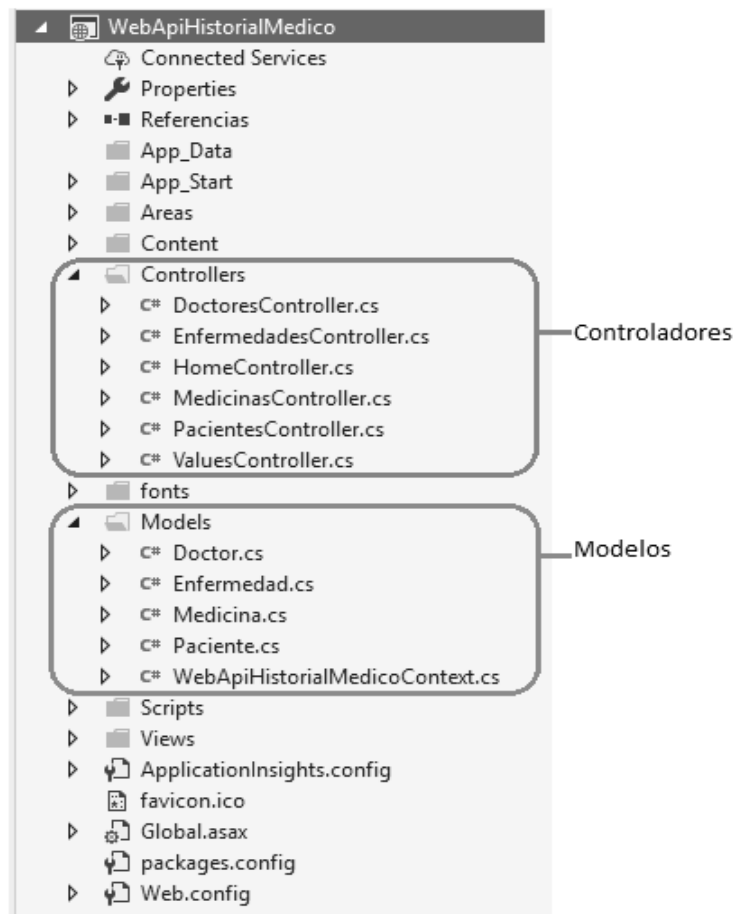 WebApiHistorialMedico
Connected Services
Properties
Referencias
App_Data
App_Start
Areas
Content
Controllers
C# DoctoresController.cs
C# EnfermedadesController.cs
C# HomeController.cs
C# MedicinasController.cs
C# PacientesController.cs
C# ValuesController.cs
Controladores
fonts
Models
C# Doctor.cs
C# Enfermedad.cs
C# Medicina.cs
C# Paciente.cs
C# WebApiHistorialMedicoContext.cs
Modelos
Scripts
Views
ApplicationInsights.config
favicon.ico
Global.asax
packages.config
Web.config